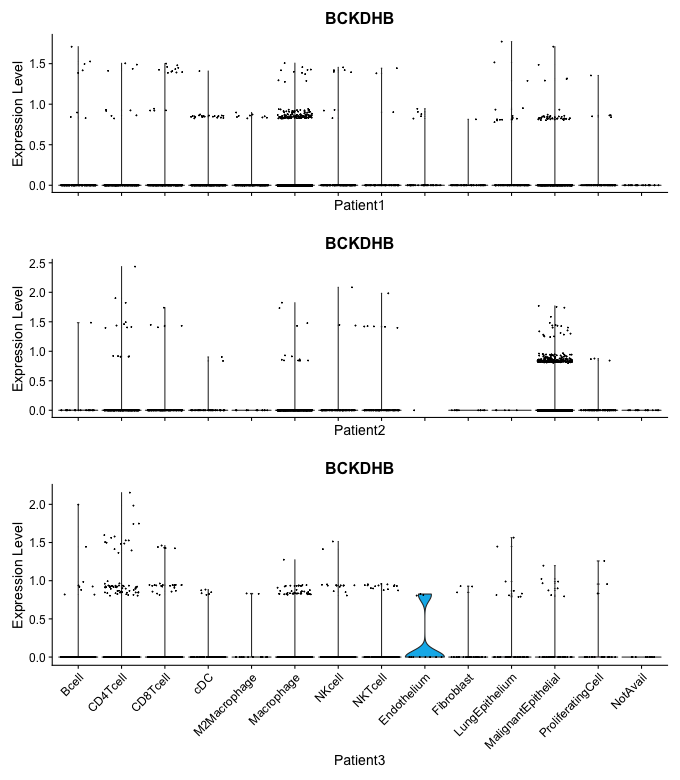 BCKDHB
Expression Level
1.5
1.0
0.5
0.0
Patient1
BCKDHB
Expression Level
2.5
2.0
1.5
1.0
0.5
0.0
Patient2
BCKDHB
Expression Level
2.0
1.5
1.0
0.5
0.0
Bcell
CD4Tcell
CD8Tcell
cDC
M2Macrophage
Macrophage
NKcell
NKTcell
Endothelium
Fibroblast
LungEpithelium
MalignantEpithelial
ProliferatingCell
NotAvail
Patient3